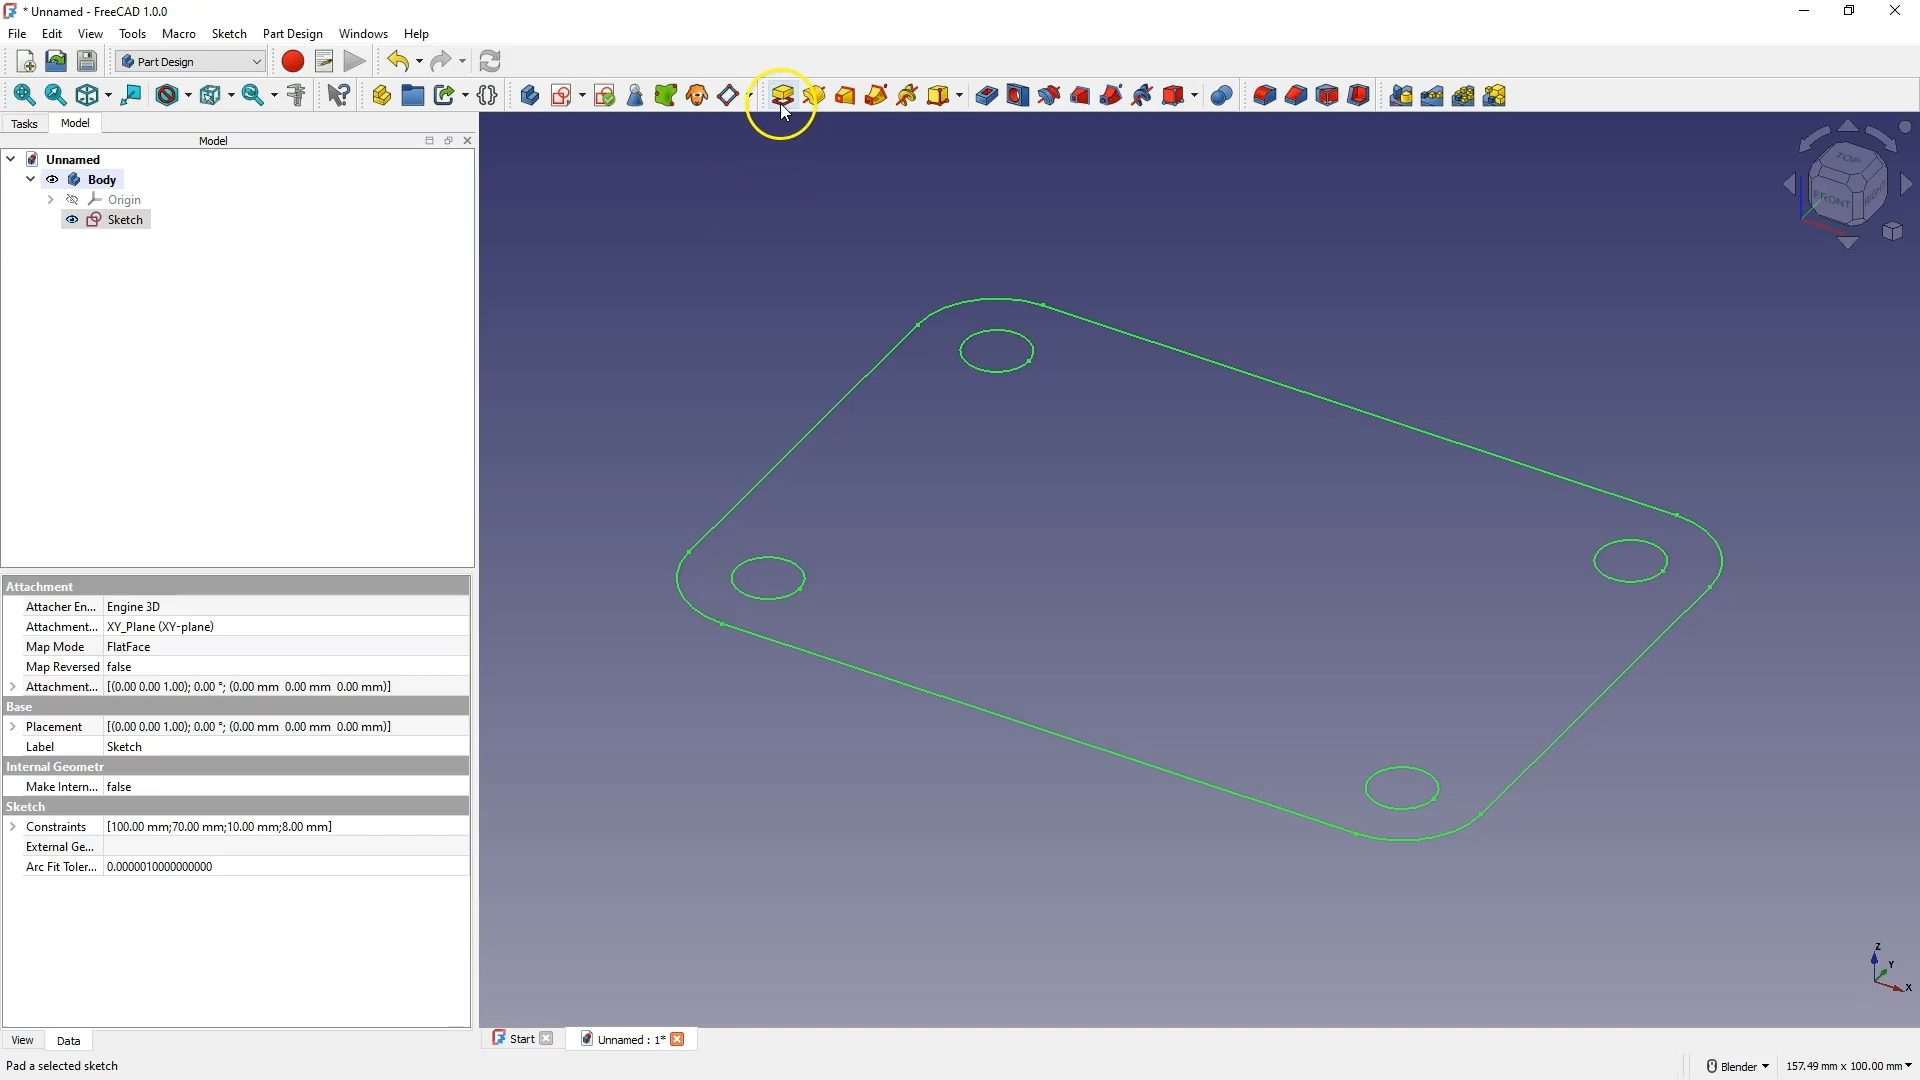 * Unnamed - FreeCAD 1.0.0
File Edit View Tools Macro Sketch Part Design Windows Help
Part Design
Tasks Model
Model
Unnamed
Body
Origin
Sketch
TOP
FRONT
RIGHT
Attachment
Attacher En... Engine 3D
Attachment... XY_Plane (XY-plane)
Map Mode FlatFace
Map Reversed false
Attachment... [(0.00 0.00 1.00); 0.00 °; (0.00 mm 0.00 mm 0.00 mm)]
Base
Placement [(0.00 0.00 1.00); 0.00 °; (0.00 mm 0.00 mm 0.00 mm)]
Label Sketch
Internal Geometr
Make Intern... false
Sketch
Constraints [100.00 mm;70.00 mm;10.00 mm;8.00 mm]
External Ge...
Arc Fit Toler... 0.0000010000000000
Z
Y
X
View Data
Start Unnamed : 1*
Pad a selected sketch
Blender 157.49 mm x 100.00 mm